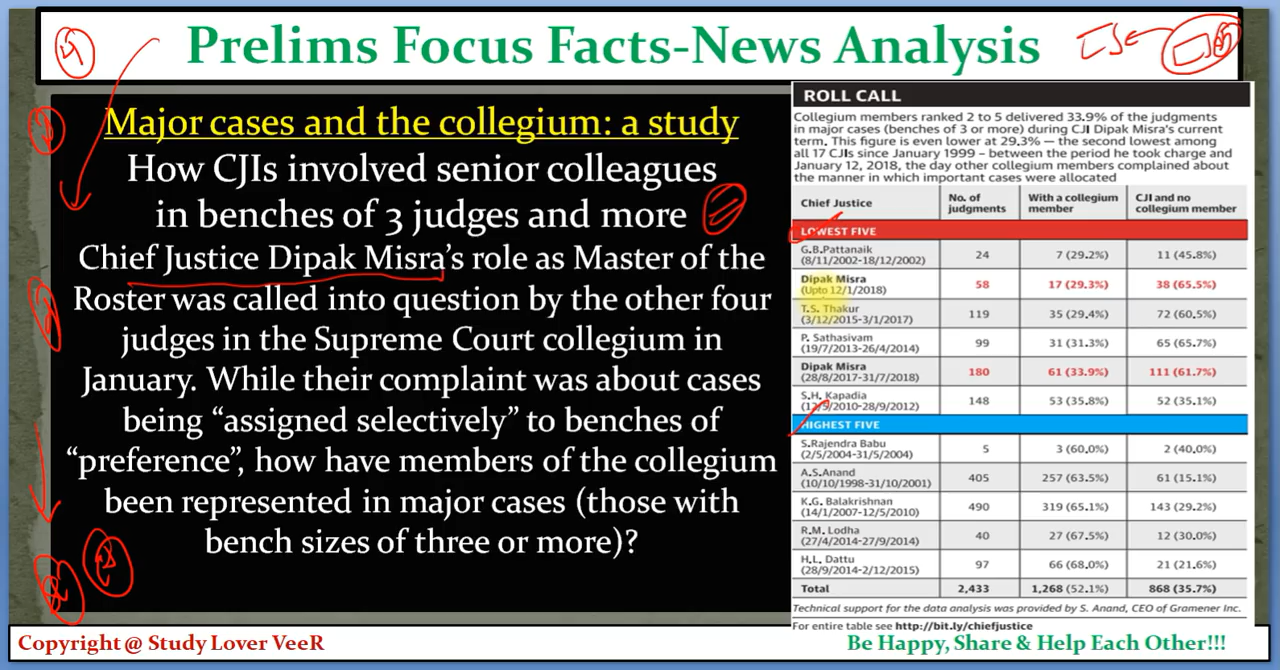 Prelims Focus Facts-News Analysis
Major cases and the collegium: a study
How CJIs involved senior colleagues
in benches of 3 judges and more
Chief Justice Dipak Misra's role as Master of the
Roster was called into question by the other four
judges in the Supreme Court collegium in
January. While their complaint was about cases
being "assigned selectively" to benches of
"preference", how have members of the collegium
been represented in major cases (those with
bench sizes of three or more)?
ROLL CALL
Collegium members ranked 2 to 5 delivered 33.9% of the judgments
in major cases (benches of 3 or more) during CJI Dipak Misra's current
term. This figure is even lower at 29.3% — the second lowest among
all 17 CJIs since January 1999 – between the period he took charge and
January 12, 2018, the day other collegium members complained about
the manner in which important cases were allocated
Chief Justice No. of judgments With a collegium member CJI and no collegium member
LOWEST FIVE
G.B.Pattanaik
(8/11/2002-18/12/2002) 24 7 (29.2%) 11 (45.8%)
Dipak Misra
(Upto 12/1/2018) 58 17 (29.3%) 38 (65.5%)
T.S. Thakur
(3/12/2015-3/1/2017) 119 35 (29.4%) 72 (60.5%)
P. Sathasivam
(19/7/2013-26/4/2014) 99 31 (31.3%) 65 (65.7%)
Dipak Misra
(28/8/2017-31/7/2018) 180 61 (33.9%) 111 (61.7%)
S.H. Kapadia
(12/5/2010-28/9/2012) 148 53 (35.8%) 52 (35.1%)
HIGHEST FIVE
S.Rajendra Babu
(2/5/2004-31/5/2004) 5 3 (60.0%) 2 (40.0%)
A.S.Anand
(10/10/1998-31/10/2001) 405 257 (63.5%) 61 (15.1%)
K.G. Balakrishnan
(14/1/2007-12/5/2010) 490 319 (65.1%) 143 (29.2%)
R.M. Lodha
(27/4/2014-27/9/2014) 40 27 (67.5%) 12 (30.0%)
H.L. Dattu
(28/9/2014-2/12/2015) 97 66 (68.0%) 21 (21.6%)
Total 2,433 1,268 (52.1%) 868 (35.7%)
Technical support for the data analysis was provided by S. Anand, CEO of Gramener Inc.
For entire table see http://bit.ly/chiefjustice
Copyright @ Study Lover VeeR
Be Happy, Share & Help Each Other!!!